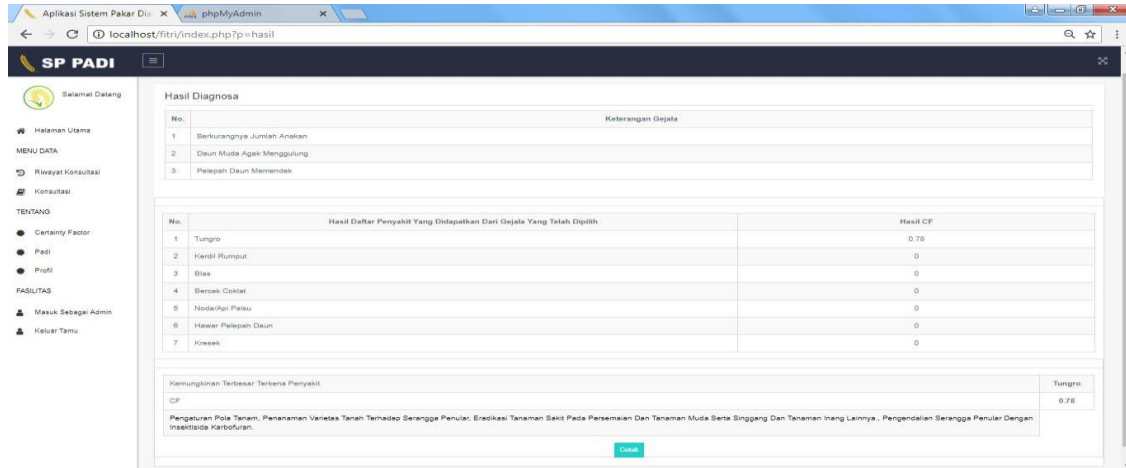 Aplikasi Sistem Pakar Dia
phpMyAdmin
localhost/fitri/index.php?p=hasil
SP PADI
Selamat Datang
Halaman Utama
MENU DATA
Riwayat Konsultasi
Konsultasi
TENTANG
Certainty Factor
Padi
Profil
FASILITAS
Masuk Sebagai Admin
Keluar Tamu
Hasil Diagnosa
No. Keterangan Gejala
1 Berkurangnya Jumlah Anakan
2 Daun Muda Agak Menggulung
3 Pelepah Daun Memendek
No. Hasil Daftar Penyakit Yang Didapatkan Dari Gejala Yang Telah Dipilih Hasil CF
1 Tungro 0.78
2 Kerdil Rumput 0
3 Blas 0
4 Bercak Coklat 0
5 Noda/Api Palsu 0
6 Hawar Pelepah Daun 0
7 Kresek 0
Kemungkinan Terbesar Terkena Penyakit Tungro
CF 0.78
Pengaturan Pola Tanam, Penanaman Varietas Tanah Terhadap Serangga Penular, Eradikasi Tanaman Sakit Pada Persemaian Dan Tanaman Muda Serta Singgang Dan Tanaman Inang Lainnya., Pengendalian Serangga Penular Dengan
Insektisida Karbofuran.
Cetak